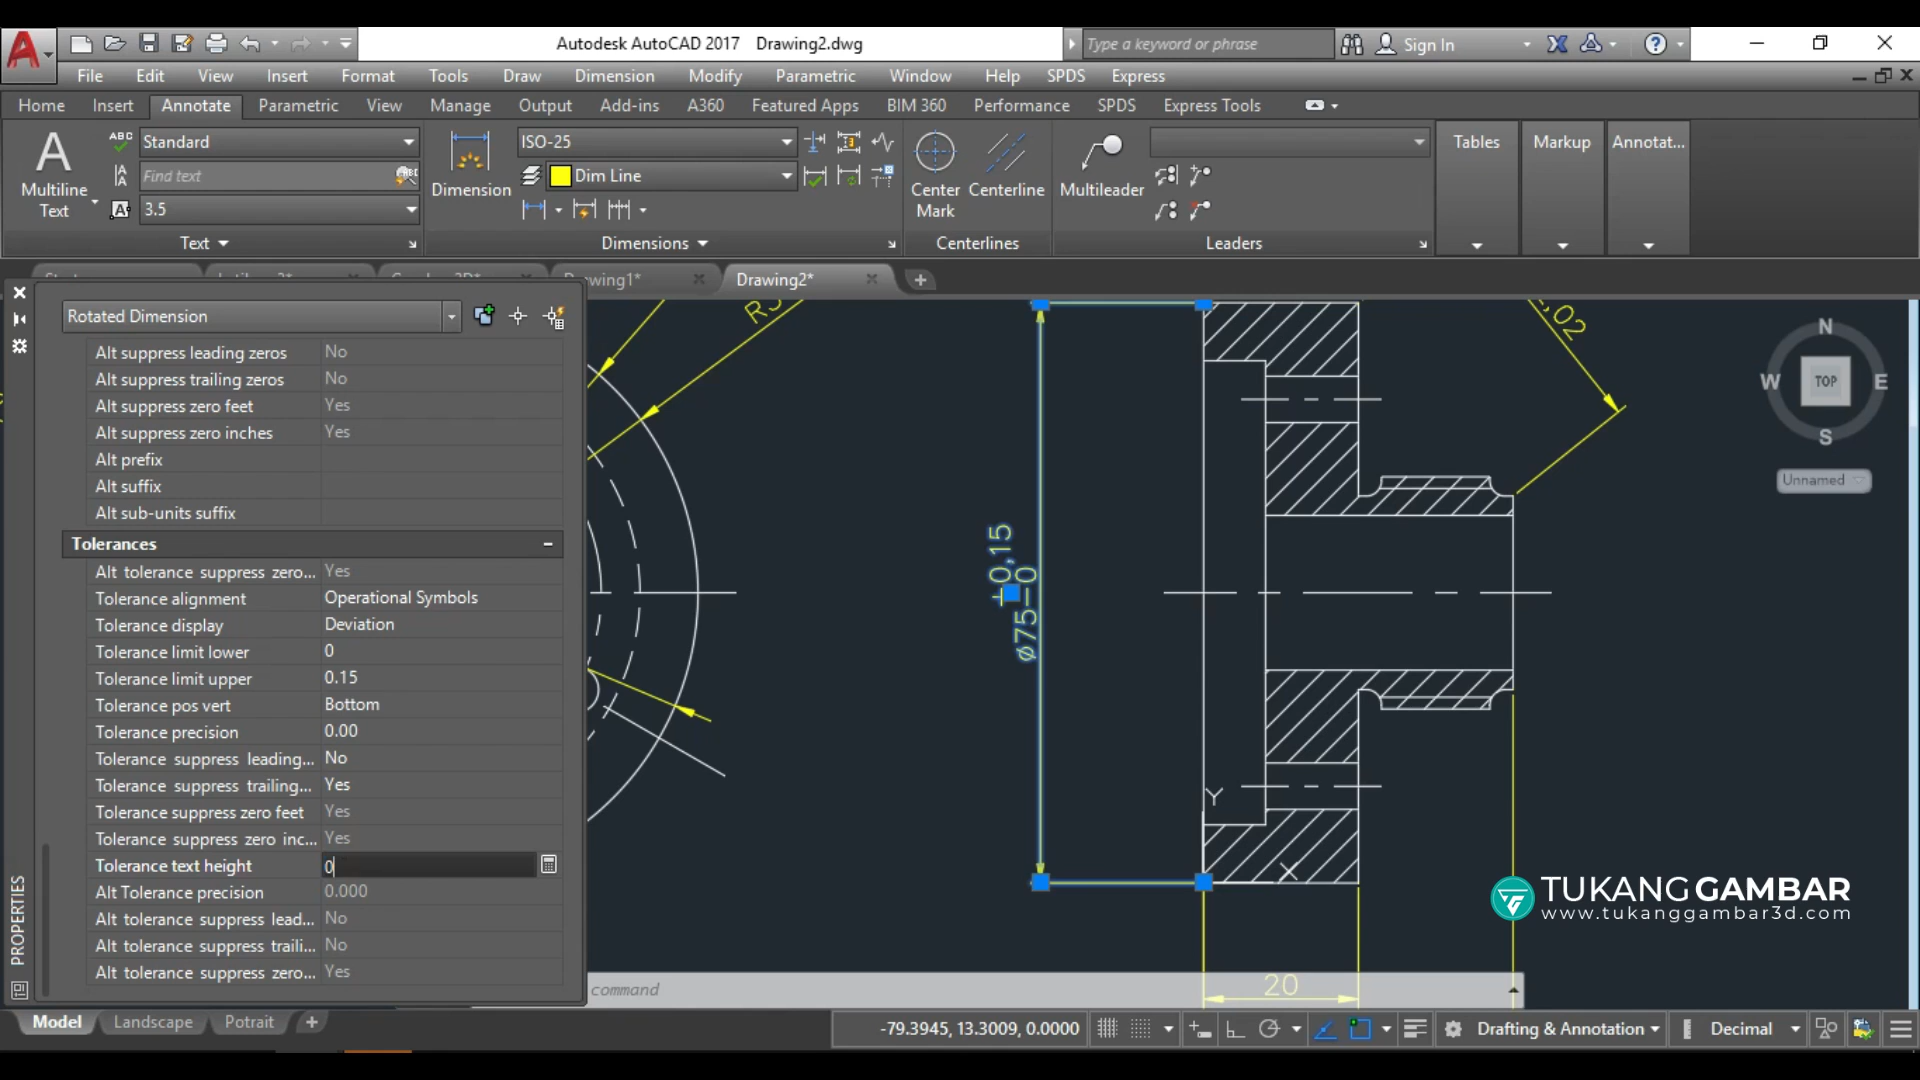 Autodesk AutoCAD 2017 Drawing2.dwg
Type a keyword or phrase
Sign In
File Edit View Insert Format Tools Draw Dimension Modify Parametric Window Help SPDS Express
Home Insert Annotate Parametric View Manage Output Add-ins A360 Featured Apps BIM 360 Performance SPDS Express Tools
A
Multiline
Text
ABC
Standard
Find text
3.5
Text
Dimension
ISO-25
Dim Line
Dimensions
Center
Mark
Centerline
Centerlines
Multileader
Leaders
Tables
Markup
Annotat...
Drawing2*
Rotated Dimension
Alt suppress leading zeros No
Alt suppress trailing zeros No
Alt suppress zero feet Yes
Alt suppress zero inches Yes
Alt prefix
Alt suffix
Alt sub-units suffix
Tolerances
Alt tolerance suppress zero... Yes
Tolerance alignment Operational Symbols
Tolerance display Deviation
Tolerance limit lower 0
Tolerance limit upper 0.15
Tolerance pos vert Bottom
Tolerance precision 0.00
Tolerance suppress leading... No
Tolerance suppress trailing... Yes
Tolerance suppress zero feet Yes
Tolerance suppress zero inc... Yes
Tolerance text height 0
Alt Tolerance precision 0.000
Alt tolerance suppress lead... No
Alt tolerance suppress traili... No
Alt tolerance suppress zero... Yes
PROPERTIES
+0,15
ø75-0
Y
X
20
N
W TOP E
S
Unnamed
TUKANG GAMBAR
www.tukanggambar3d.com
command
Model Landscape Potrait
-79.3945, 13.3009, 0.0000
Drafting & Annotation
Decimal